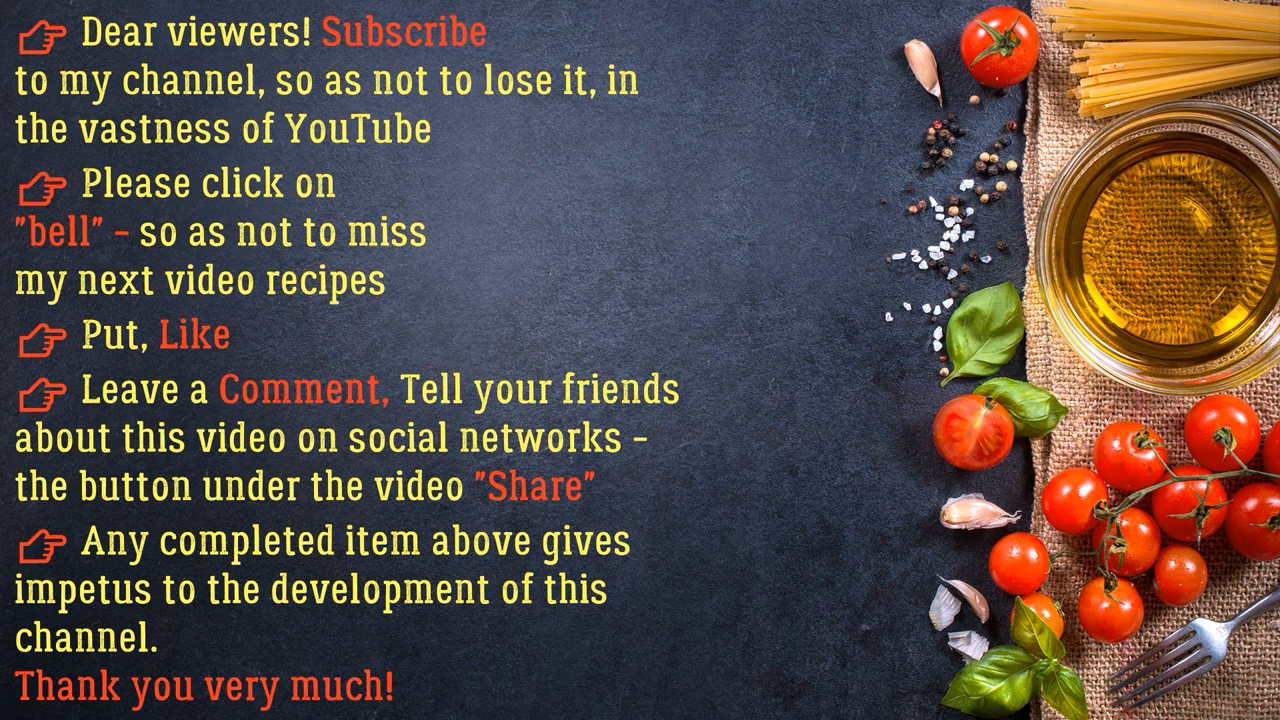 Dear viewers! Subscribe
to my channel, so as not to lose it, in
the vastness of YouTube
Please click on
"bell" - so as not to miss
my next video recipes
Put, Like
Leave a Comment, Tell your friends
about this video on social networks -
the button under the video "Share"
Any completed item above gives
impetus to the development of this
channel.
Thank you very much!